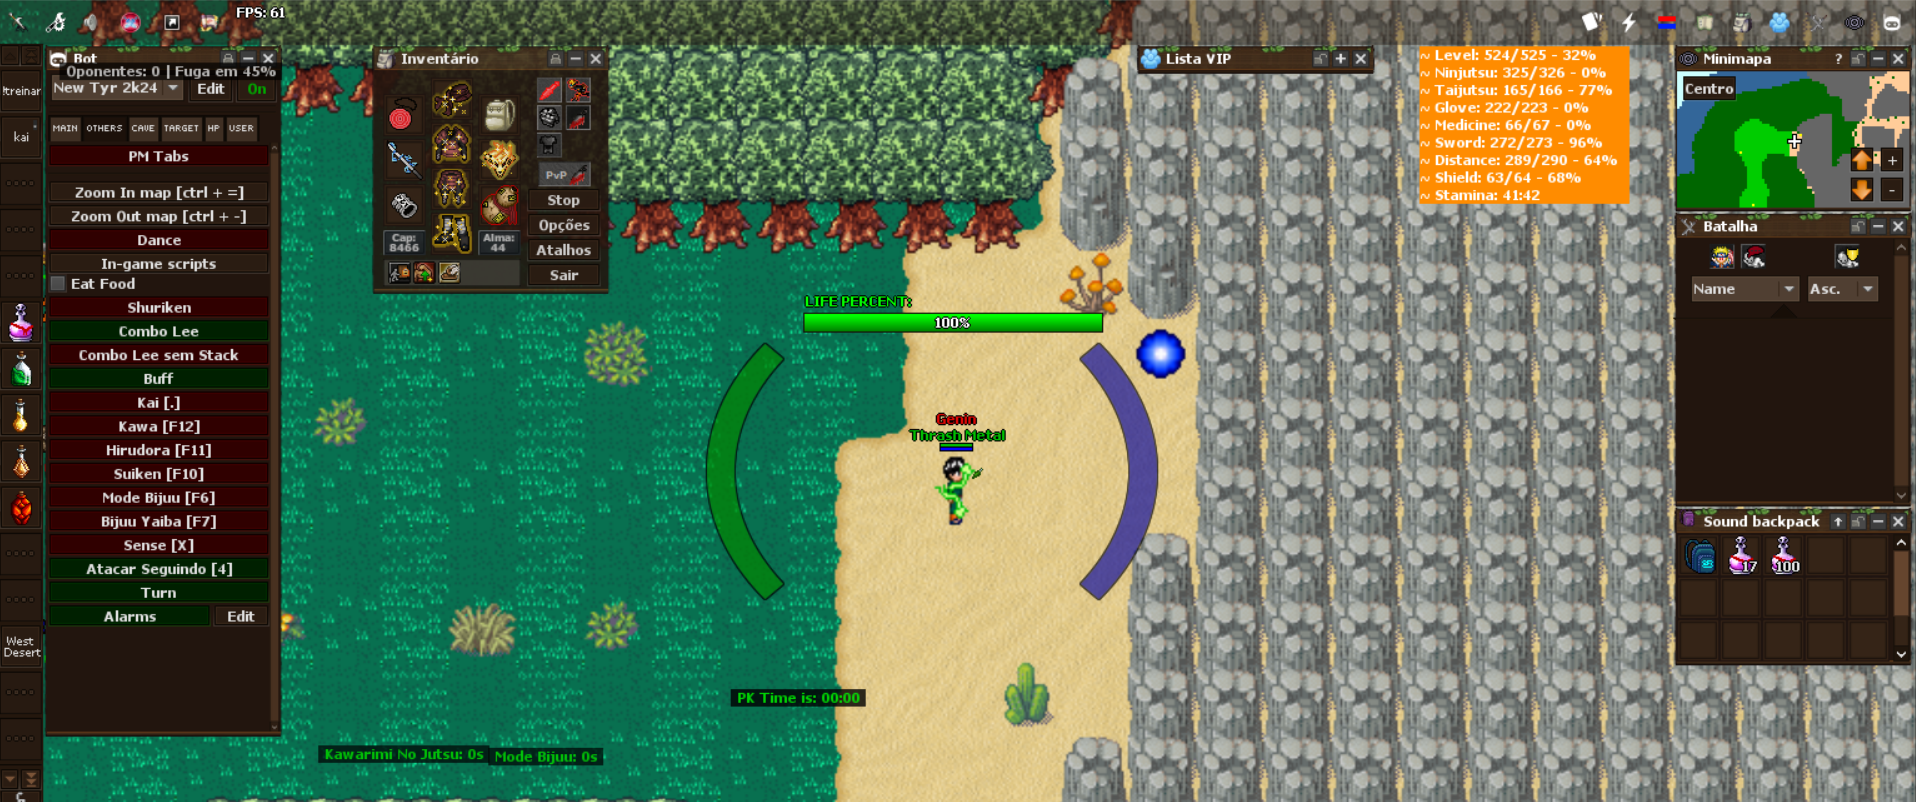 FPS: 61
Bot
Oponentes: 0 | Fuga em 45%
New Tyr 2k24
Edit
On
!treinar
kai
MAIN
OTHERS
CAVE
TARGET
HP
USER
PM Tabs
Zoom In map [ctrl + =]
Zoom Out map [ctrl + -]
Dance
In-game scripts
Eat Food
Shuriken
Combo Lee
Combo Lee sem Stack
Buff
Kai [.]
Kawa [F12]
Hirudora [F11]
Suiken [F10]
Mode Bijuu [F6]
Bijuu Yaiba [F7]
Sense [X]
Atacar Seguindo [4]
Turn
Alarms
Edit
West
Desert
Inventário
PvP
Stop
Opções
Atalhos
Sair
Cap:
8466
Alma:
44
LIFE PERCENT:
100%
Genin
Thrash Metal
PK Time is: 00:00
Kawarimi No Jutsu: 0s
Mode Bijuu: 0s
Lista VIP
~ Level: 524/525 - 32%
~ Ninjutsu: 325/326 - 0%
~ Taijutsu: 165/166 - 77%
~ Glove: 222/223 - 0%
~ Medicine: 66/67 - 0%
~ Sword: 272/273 - 96%
~ Distance: 289/290 - 64%
~ Shield: 63/64 - 68%
~ Stamina: 41:42
Minimapa
?
Centro
+
-
Batalha
Name
Asc.
Sound backpack
17
100